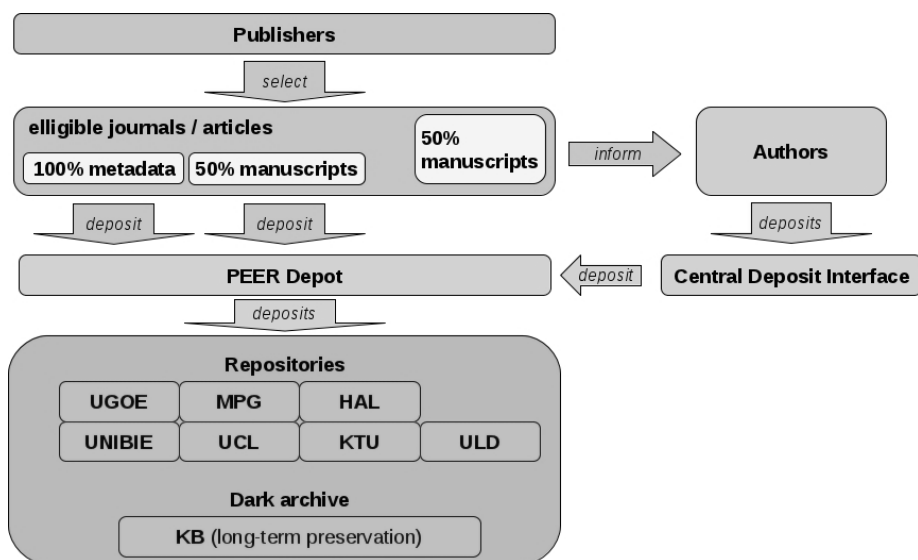 Publishers
select
elligible journals / articles
100% metadata
50% manuscripts
50%
manuscripts
inform
Authors
deposit
deposit
deposits
PEER Depot
deposit
Central Deposit Interface
deposits
Repositories
UGOE
MPG
HAL
UNIBIE
UCL
KTU
ULD
Dark archive
KB (long-term preservation)